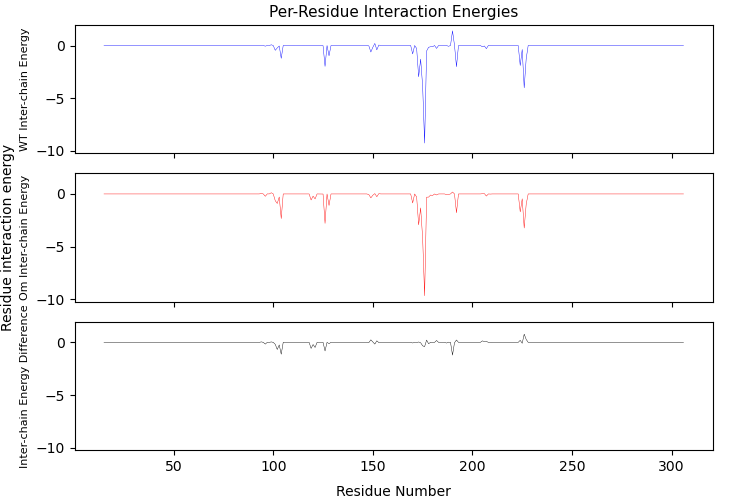 Per-Residue Interaction Energies
Residue interaction energy
WT Inter-chain Energy
0
−5
−10
Om Inter-chain Energy
0
−5
−10
Inter-chain Energy Difference
0
−5
−10
50 100 150 200 250 300
Residue Number